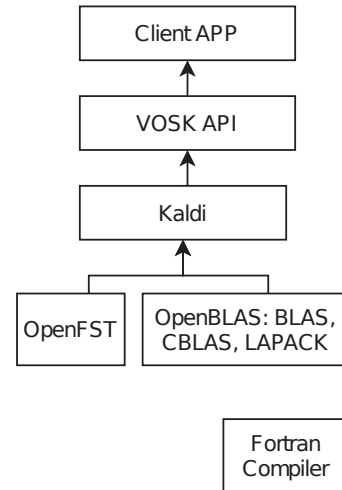 Client APP
VOSK API
Kaldi
OpenFST
OpenBLAS: BLAS,
CBLAS, LAPACK
Fortran
Compiler